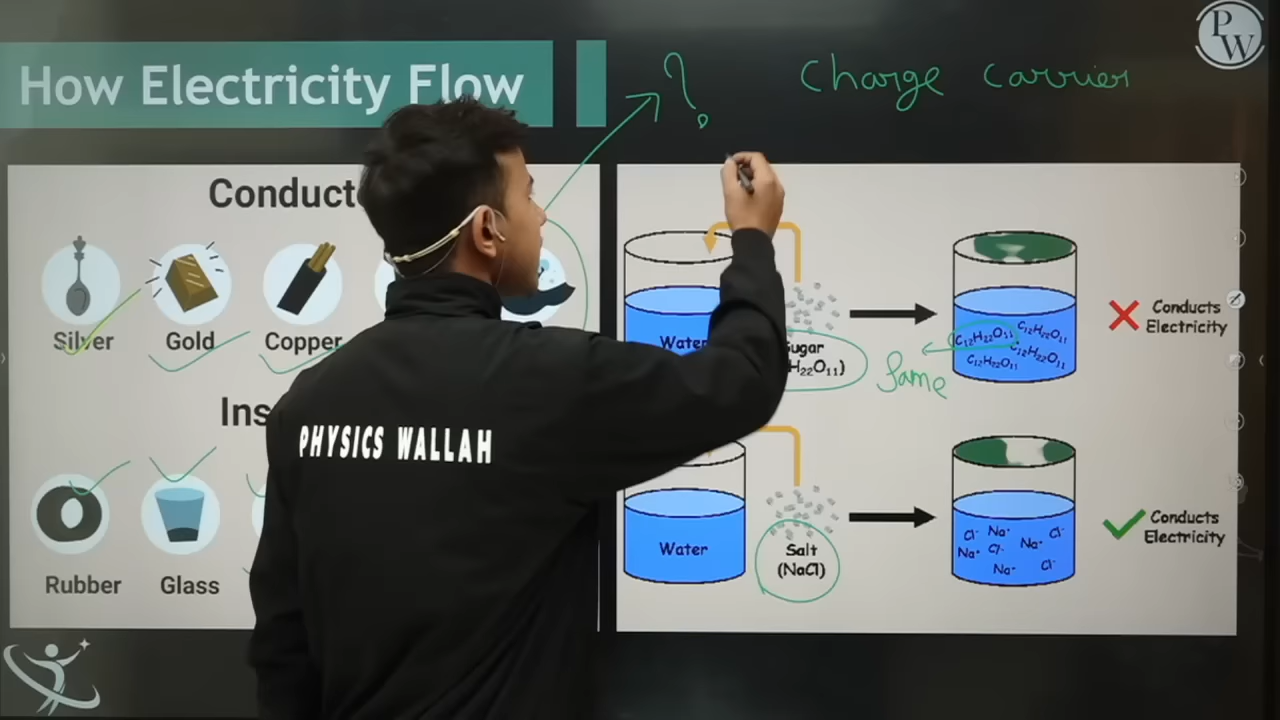 How Electricity Flow
?
Charge carrier
PW
Conduct
Silver
Gold
Copper
Ins
Rubber
Glass
PHYSICS WALLAH
Water
Sugar
H₂₂O₁₁)
Same
C₁₂H₂₂O₁₁
C₁₂H₂₂O₁₁
C₁₂H₂₂O₁₁
C₁₂H₂₂O₁₁
Conducts
Electricity
Water
Salt
(NaCl)
Cl⁻ Na⁺ Cl⁻
Na⁺ Cl⁻ Na⁺
Na⁺ Cl⁻
Conducts
Electricity